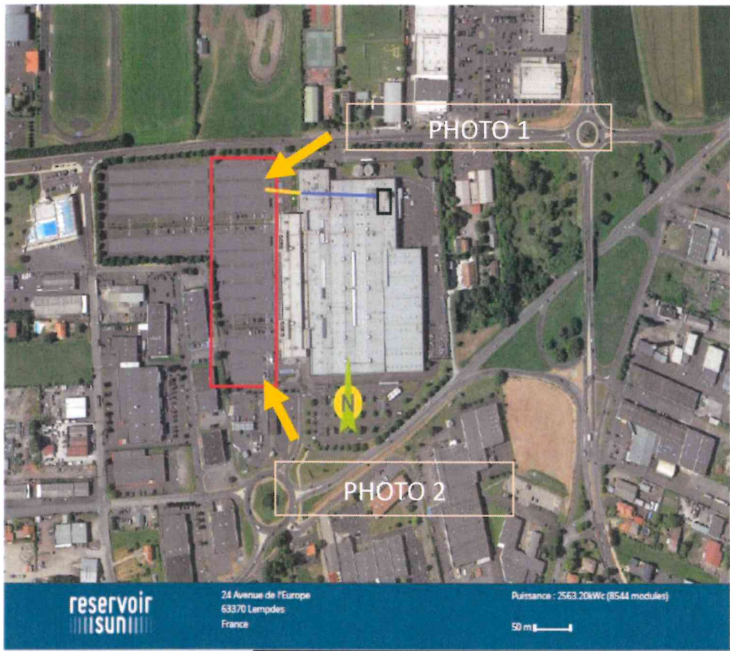 PHOTO 1
N
PHOTO 2
reservoir
sun
24 Avenue de l'Europe
63370 Lempdes
France
Puissance : 2563.20kWc (8544 modules)
50 m